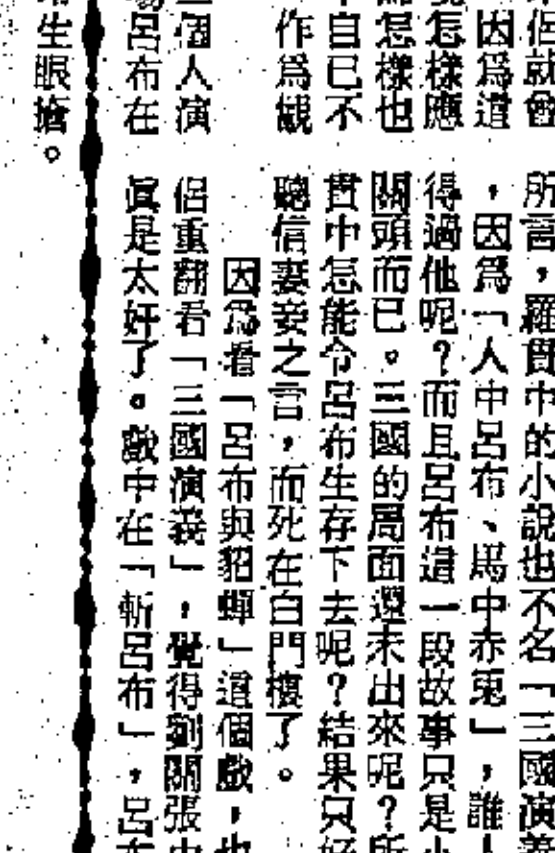 個就會
因爲這
怎樣應
怎樣也
自己不
作爲觀
個人演
呂布在
所言，羅貫中的小說也不名「三國演義
，因爲「人中呂布、馬中赤兎」，誰人
得過他呢？而且呂布這一段故事只是小
關頭而已。三國的局面還未出來呢？所
貫中怎能令呂布生存下去呢？結果只好
聽信妻妾之言，而死在白門樓了。
因爲看「呂布與貂蟬」這個戲，也
侶重翻君「三國演義」，覺得劉關張
眞是太好了。戲中在「斬呂布」，呂布
生眼搶。